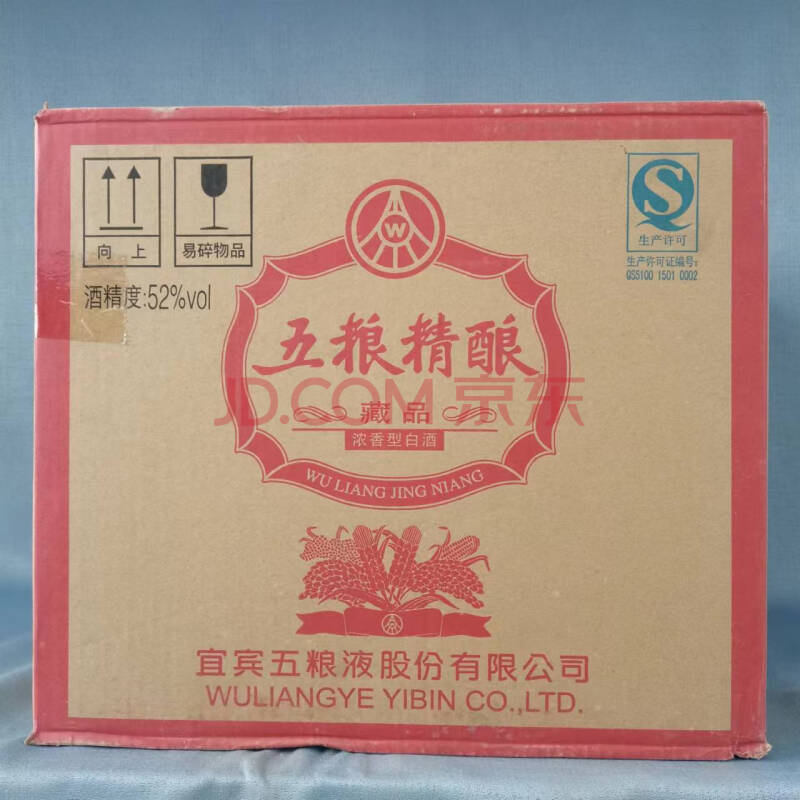 向 上
易碎物品
生产许可
生产许可证编号:
QS5100 1501 0002
酒精度:52%vol
W
五粮精酿
JD.COM 京东
藏品
浓香型白酒
WU LIANG JING NIANG
宜宾五粮液股份有限公司
WULIANGYE YIBIN CO.,LTD.